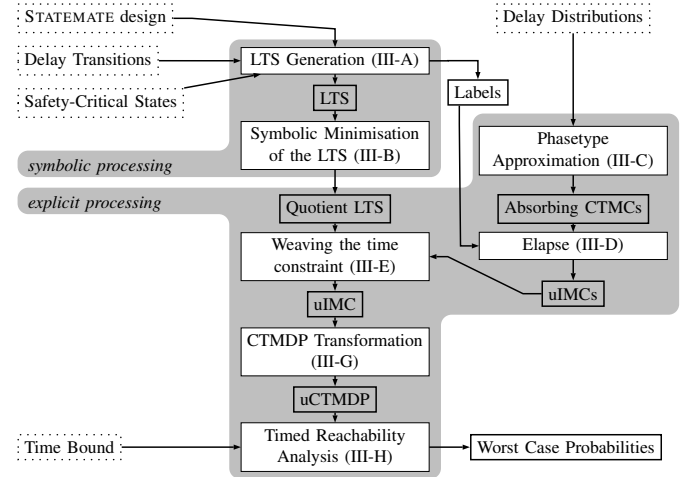 STATEMATE design
Delay Distributions
Delay Transitions
LTS Generation (III-A)
Safety-Critical States
LTS
Labels
Symbolic Minimisation
of the LTS (III-B)
Phasetype
Approximation (III-C)
symbolic processing
explicit processing
Quotient LTS
Absorbing CTMCs
Weaving the time
constraint (III-E)
Elapse (III-D)
uIMC
uIMCs
CTMDP Transformation
(III-G)
uCTMDP
Time Bound
Timed Reachability
Analysis (III-H)
Worst Case Probabilities